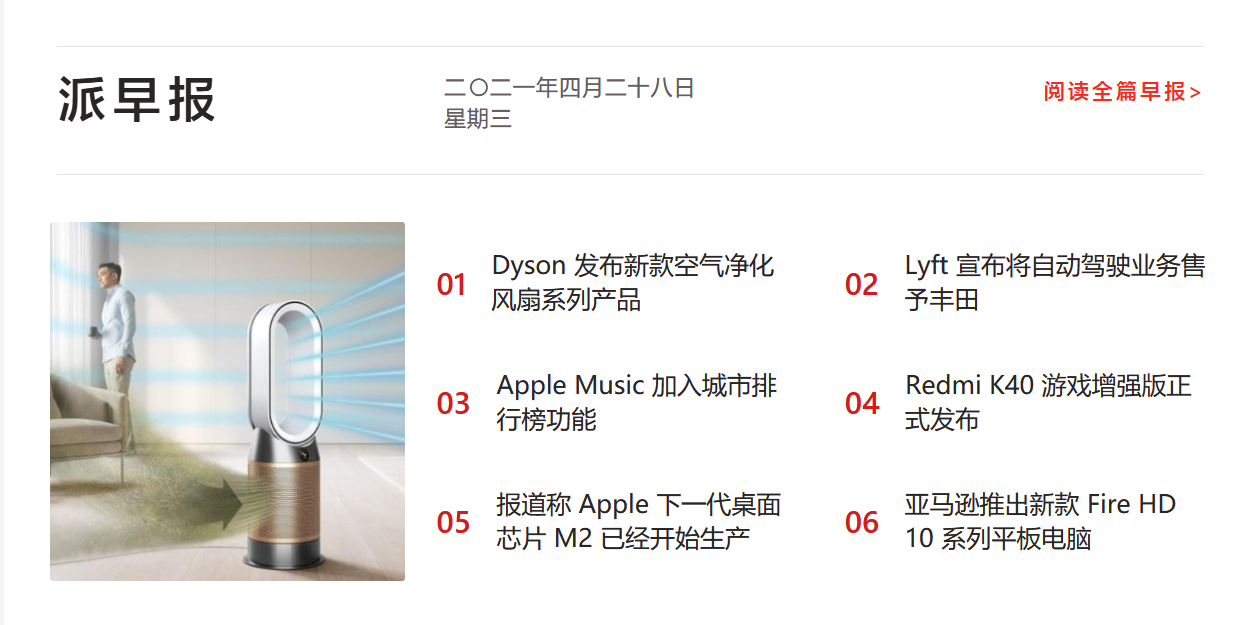 派早报
二〇二一年四月二十八日
星期三
阅读全篇早报>
01
Dyson 发布新款空气净化
风扇系列产品
02
Lyft 宣布将自动驾驶业务售
予丰田
03
Apple Music 加入城市排
行榜功能
04
Redmi K40 游戏增强版正
式发布
05
报道称 Apple 下一代桌面
芯片 M2 已经开始生产
06
亚马逊推出新款 Fire HD
10 系列平板电脑